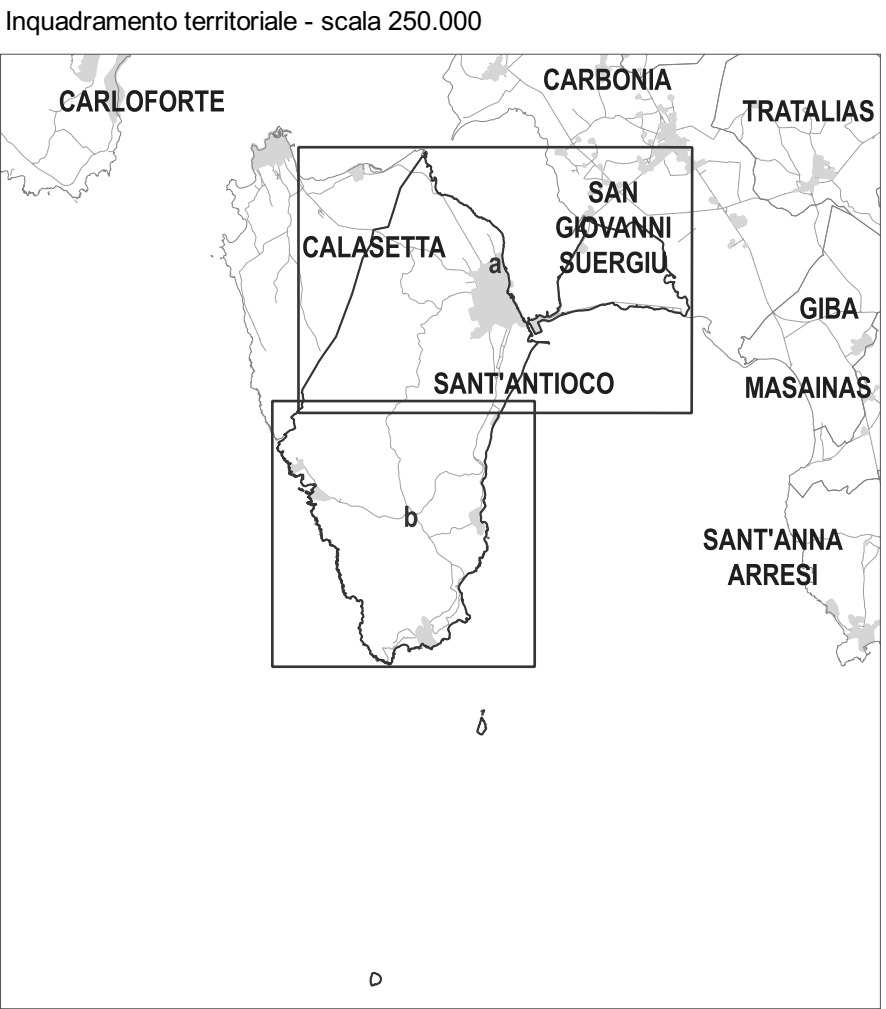 Inquadramento territoriale - scala 250.000
CARLOFORTE
CARBONIA
TRATALIAS
SAN
GIOVANNI
SUERGIU
CALASETTA
a
GIBA
SANT'ANTIOCO
MASAINAS
b
SANT'ANNA
ARRESI